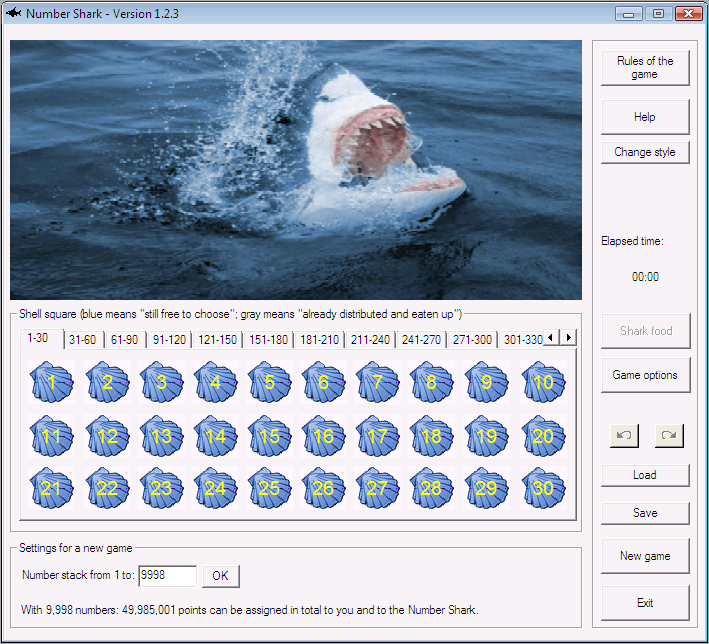 Number Shark - Version 1.2.3
Rules of the
game
Help
Change style
Elapsed time:
00:00
Shark food
Game options
Load
Save
New game
Exit
Shell square (blue means "still free to choose"; gray means "already distributed and eaten up")
1-30 31-60 61-90 91-120 121-150 151-180 181-210 211-240 241-270 271-300 301-330
1 2 3 4 5 6 7 8 9 10
11 12 13 14 15 16 17 18 19 20
21 22 23 24 25 26 27 28 29 30
Settings for a new game
Number stack from 1 to: 9998 OK
With 9,998 numbers: 49,985,001 points can be assigned in total to you and to the Number Shark.